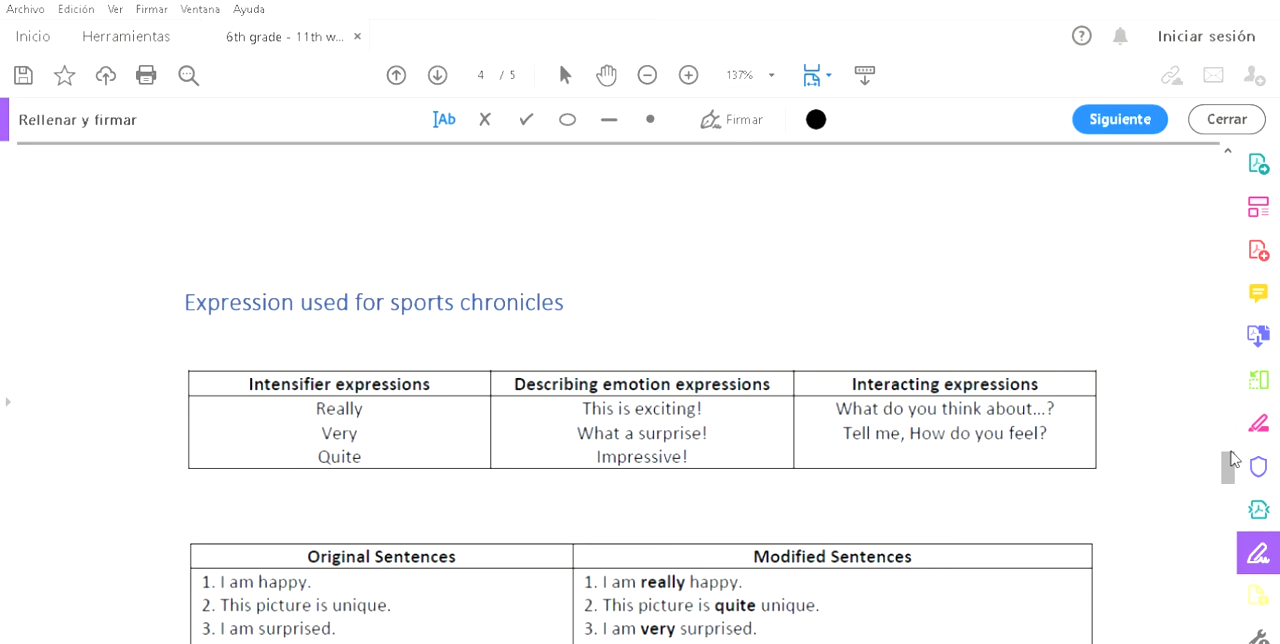 Archivo Edición Ver Firmar Ventana Ayuda
Inicio Herramientas 6th grade - 11th w... × Iniciar sesión
4 / 5 137%
Rellenar y firmar Ab Firmar Siguiente Cerrar
Expression used for sports chronicles
Intensifier expressions Describing emotion expressions Interacting expressions
Really This is exciting! What do you think about...?
Very What a surprise! Tell me, How do you feel?
Quite Impressive!
Original Sentences Modified Sentences
1. I am happy. 1. I am really happy.
2. This picture is unique. 2. This picture is quite unique.
3. I am surprised. 3. I am very surprised.